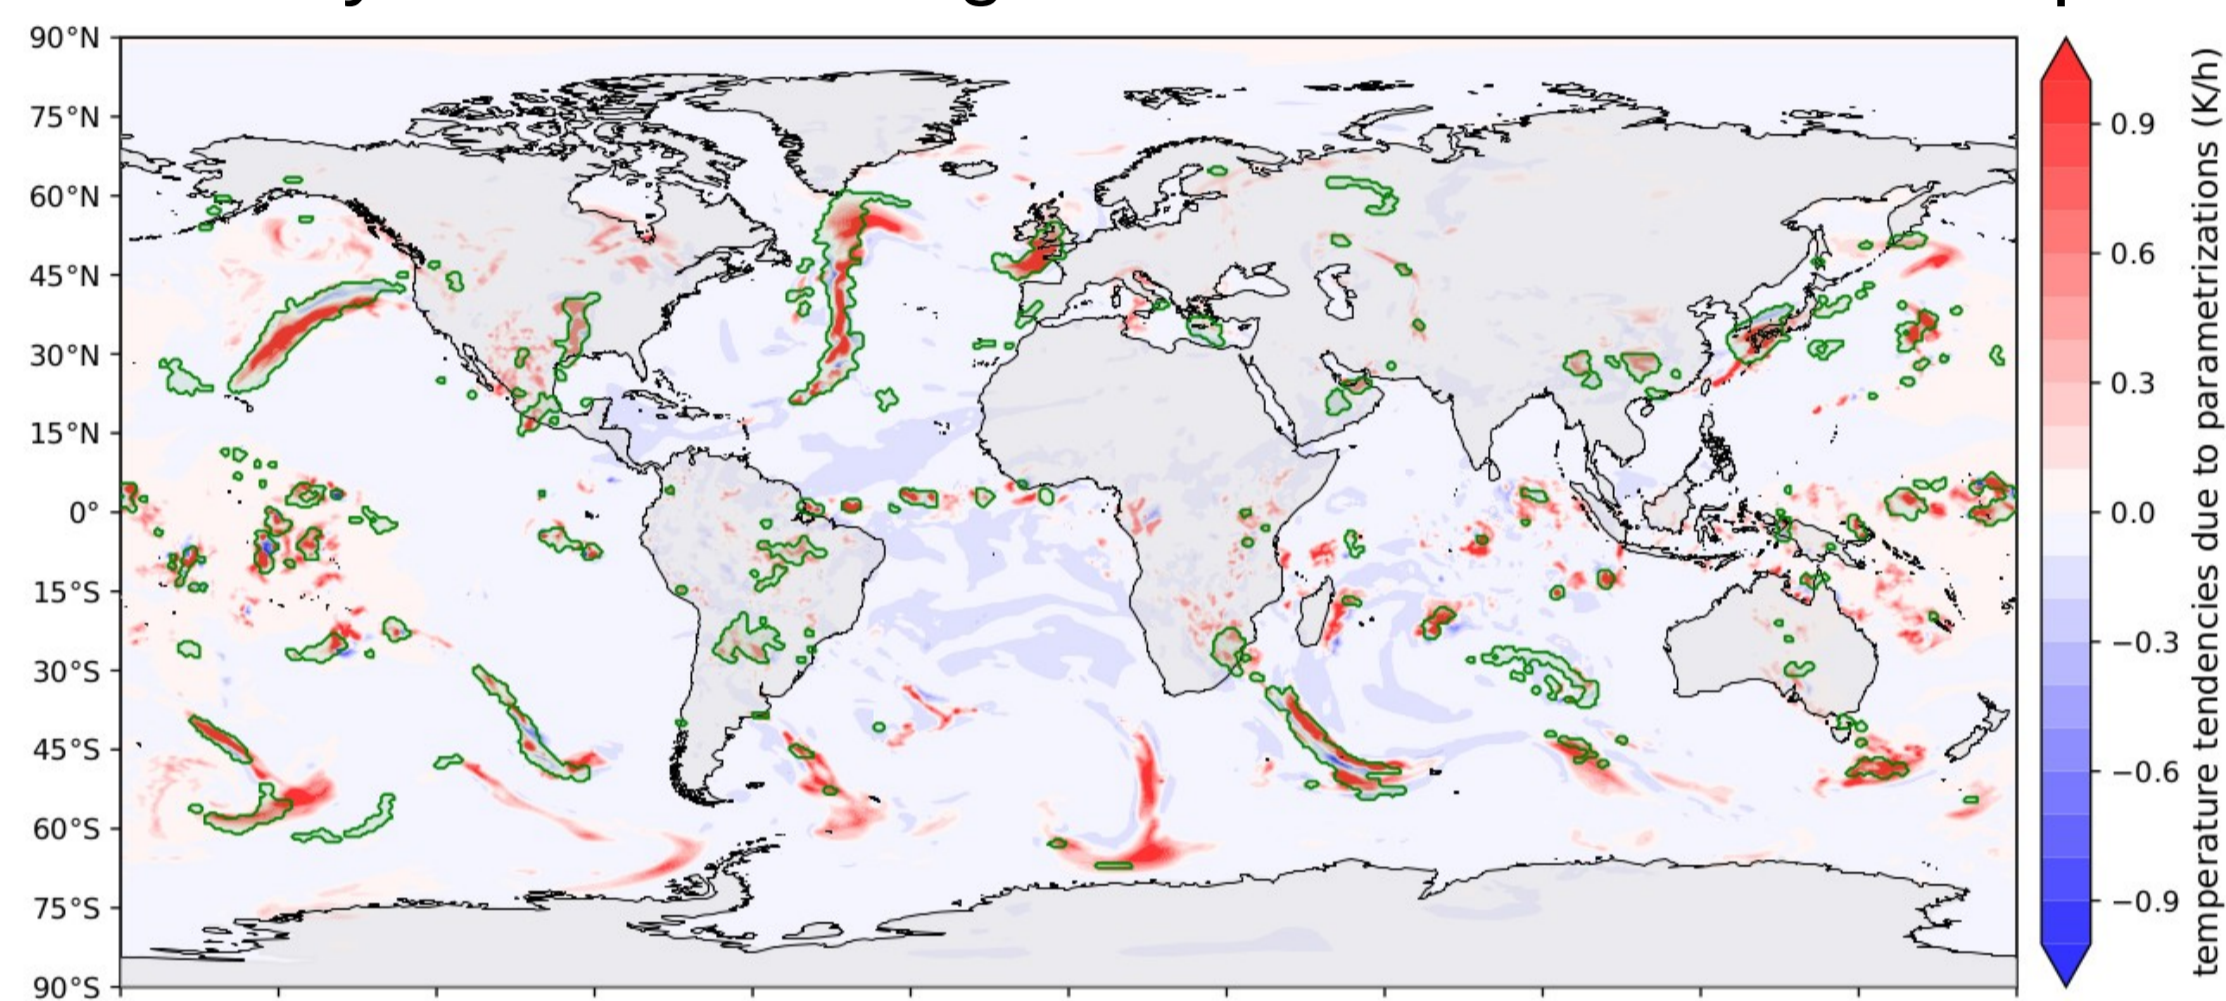 90°N
75°N
60°N
45°N
30°N
15°N
0°
15°S
30°S
45°S
60°S
75°S
90°S
0.9
0.6
0.3
0.0
−0.3
−0.6
−0.9
temperature tendencies due to parametrizations (K/h)